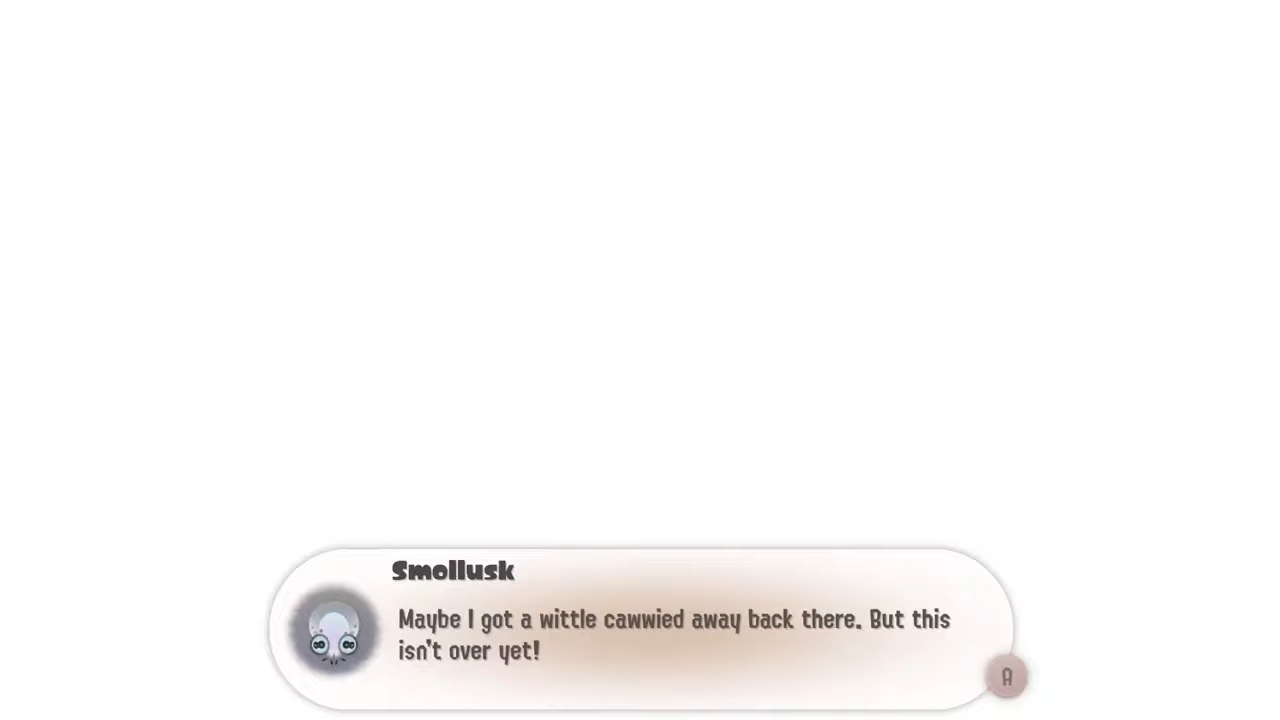 Smollusk
Maybe I got a wittle cawwied away back there. But this
isn't over yet!
A